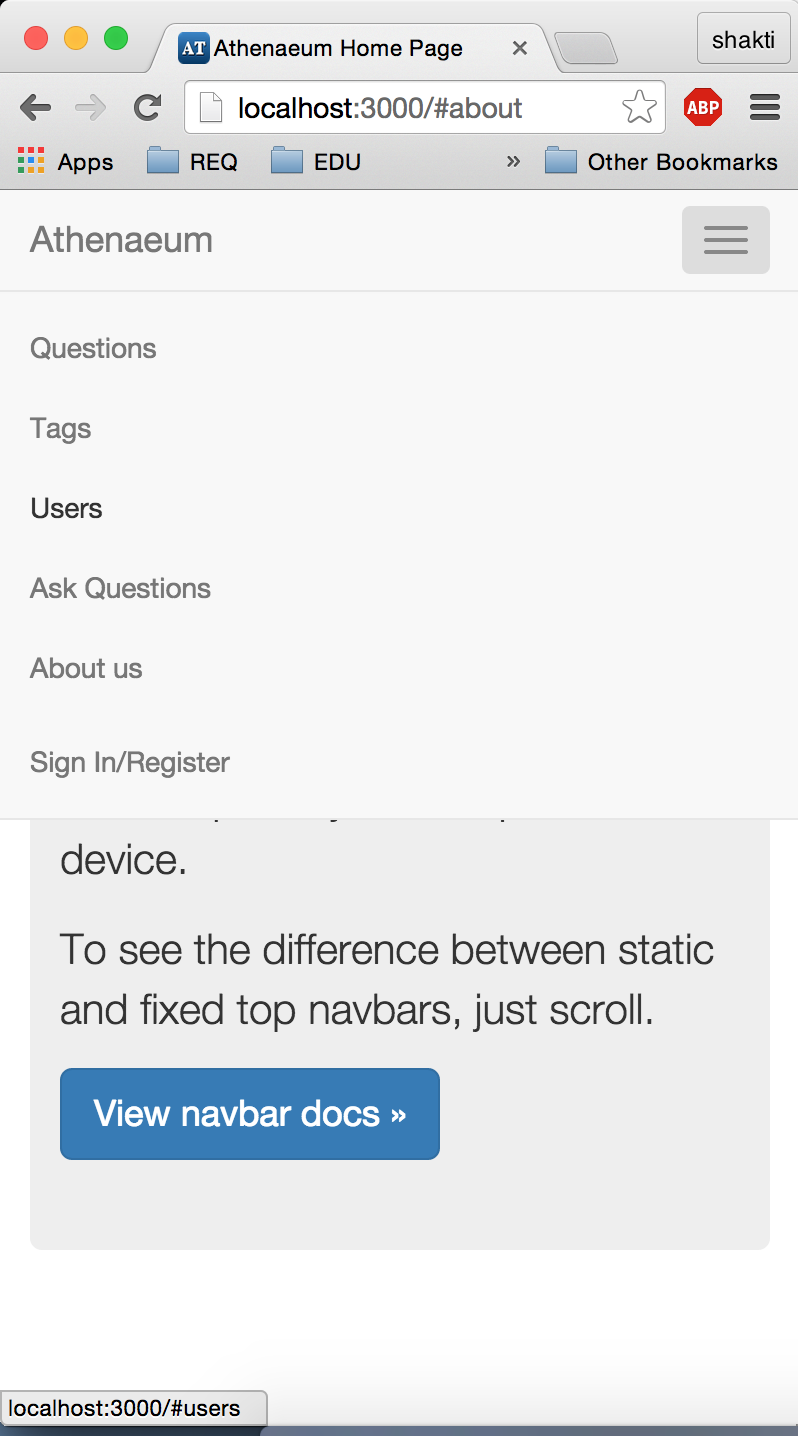 AT Athenaeum Home Page
shakti
localhost:3000/#about
ABP
Apps REQ EDU » Other Bookmarks
Athenaeum
Questions
Tags
Users
Ask Questions
About us
Sign In/Register
device.
To see the difference between static
and fixed top navbars, just scroll.
View navbar docs »
localhost:3000/#users